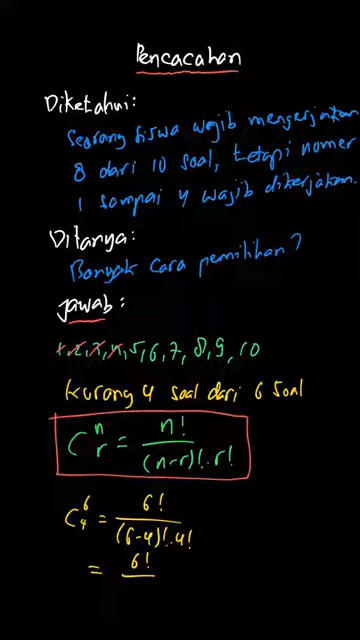 Pencacahan
Diketahui:
Seorang siswa wajib mengerjakan
8 dari 10 soal, tetapi nomer
1 sampai 4 wajib dikerjakan.
Ditanya:
Banyak cara pemilihan?
Jawab:
1, 2, 3, 4, 5, 6, 7, 8, 9, 10
Kurang 4 soal dari 6 soal
C^n_r = n! / (n-r)! . r!
C^6_4 = 6! / (6-4)! . 4!
= 6!